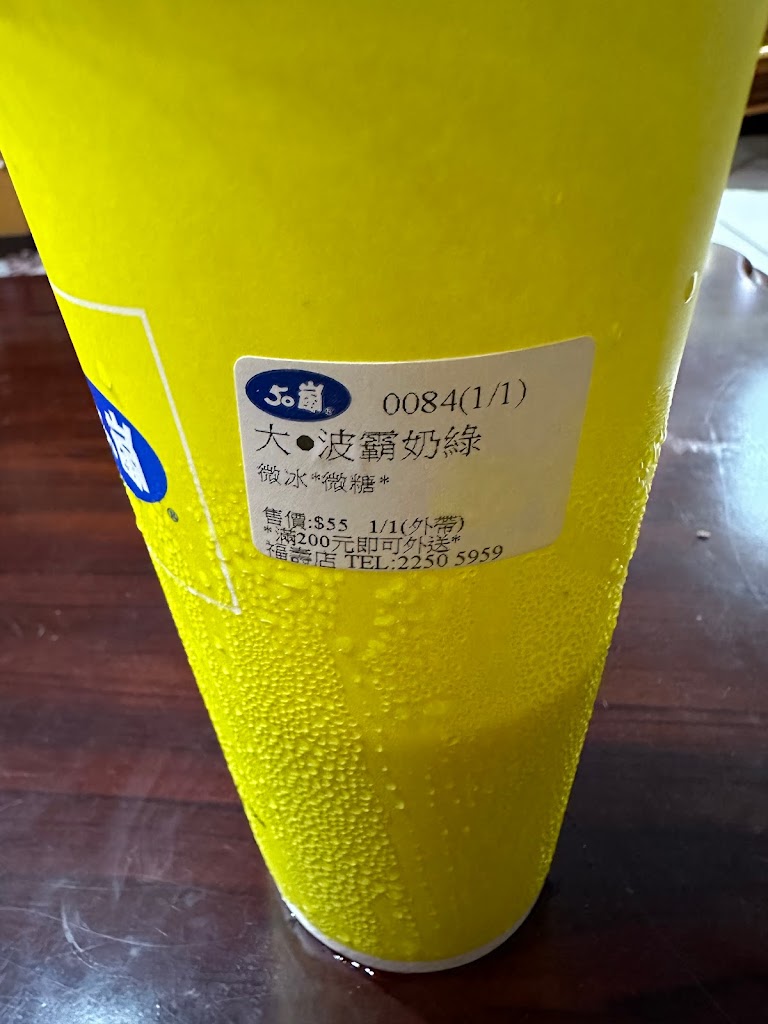 50嵐® 0084(1/1)
大●波霸奶綠
微冰*微糖*
售價:$55 1/1(外帶)
*滿200元即可外送*
福壽店 TEL:2250 5959
嵐®